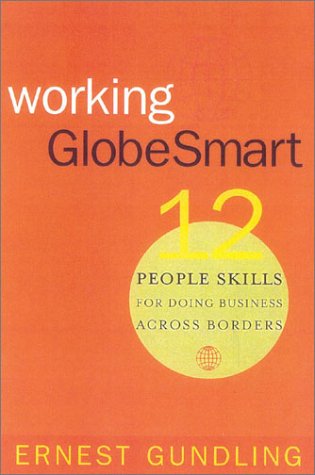 working
GlobeSmart
12
PEOPLE SKILLS
FOR DOING BUSINESS
ACROSS BORDERS
ERNEST GUNDLING